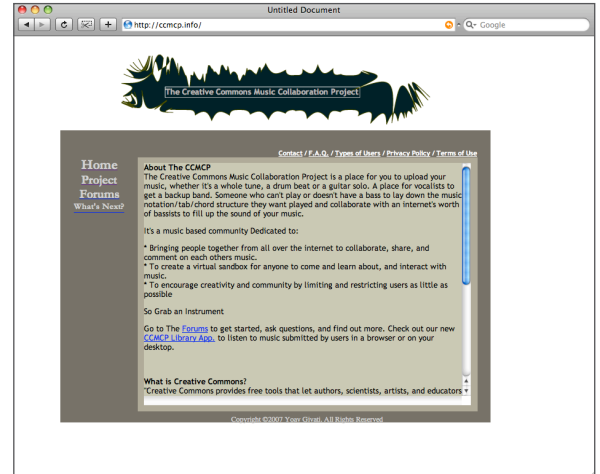 Untitled Document
http://ccmcp.info/
Google
The Creative Commons Music Collaboration Project
Contact / F.A.Q. / Types of Users / Privacy Policy / Terms of Use
Home
Project
Forums
What's Next?
About The CCMCP
The Creative Commons Music Collaboration Project is a place for you to upload your
music, whether it's a whole tune, a drum beat or a guitar solo. A place for vocalists to
get a backup band. Someone who can't play or doesn't have a bass to lay down the music
notation/tab/chord structure they want played and collaborate with an internet's worth
of bassists to fill up the sound of your music.
It's a music based community Dedicated to:
* Bringing people together from all over the internet to collaborate, share, and
comment on each others music.
* To create a virtual sandbox for anyone to come and learn about, and interact with
music.
* To encourage creativity and community by limiting and restricting users as little as
possible
So Grab an Instrument
Go to The Forums to get started, ask questions, and find out more. Check out our new
CCMCP Library App. to listen to music submitted by users in a browser or on your
desktop.
What is Creative Commons?
"Creative Commons provides free tools that let authors, scientists, artists, and educators
Copyright ©2007 Yoav Givati. All Rights Reserved